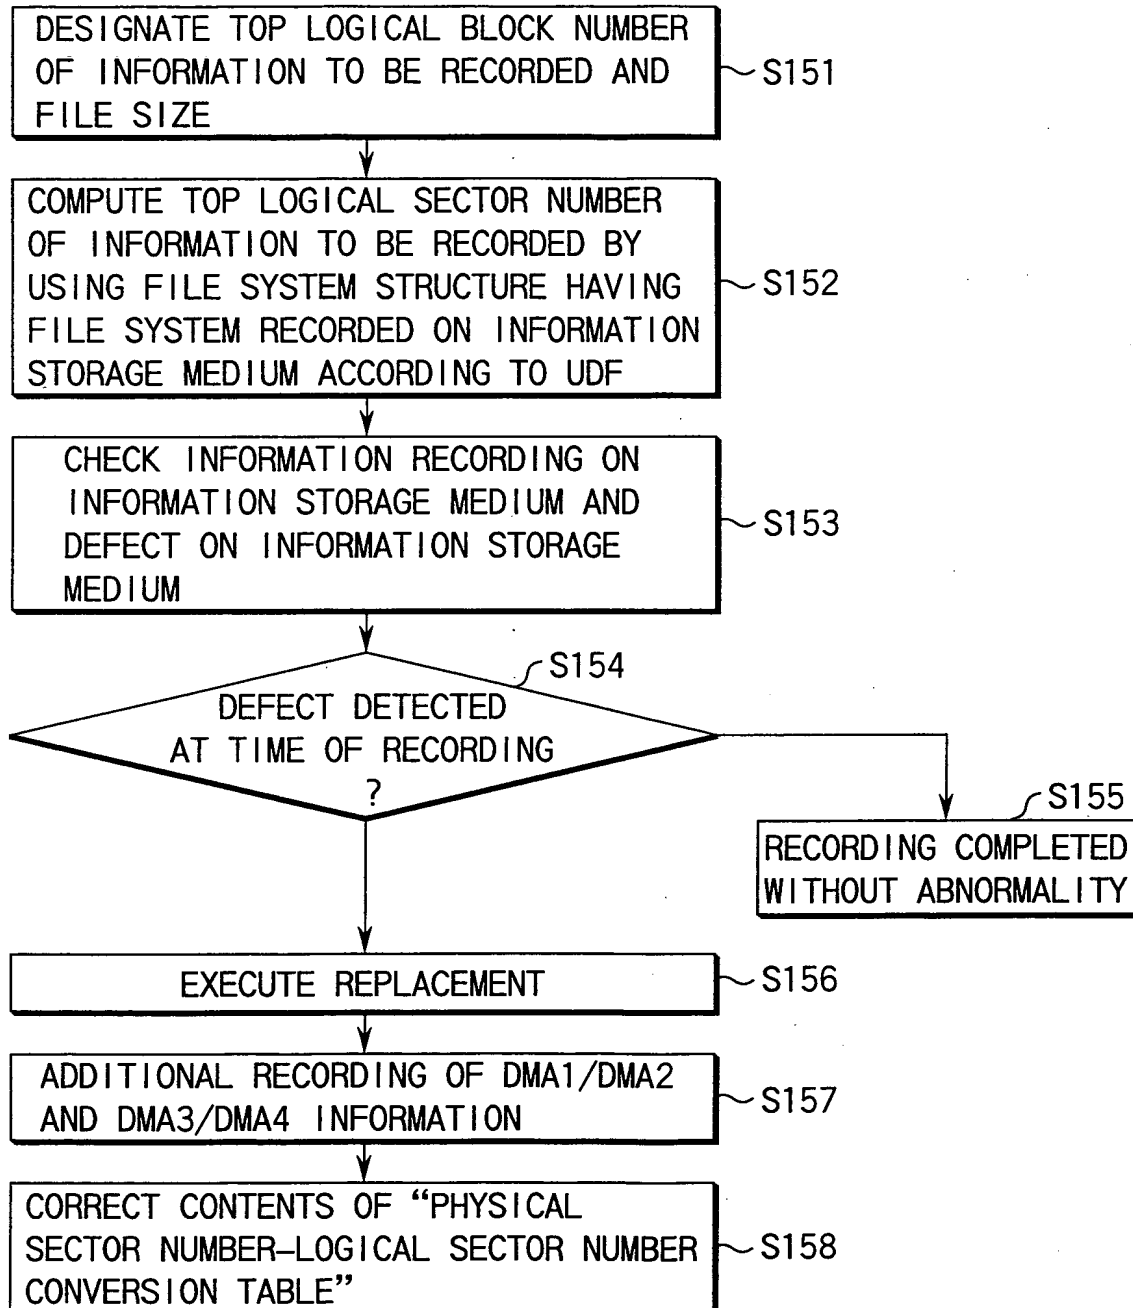 DESIGNATE TOP LOGICAL BLOCK NUMBER
OF INFORMATION TO BE RECORDED AND
FILE SIZE
S151
COMPUTE TOP LOGICAL SECTOR NUMBER
OF INFORMATION TO BE RECORDED BY
USING FILE SYSTEM STRUCTURE HAVING
FILE SYSTEM RECORDED ON INFORMATION
STORAGE MEDIUM ACCORDING TO UDF
S152
CHECK INFORMATION RECORDING ON
INFORMATION STORAGE MEDIUM AND
DEFECT ON INFORMATION STORAGE
MEDIUM
S153
S154
DEFECT DETECTED
AT TIME OF RECORDING
?
S155
RECORDING COMPLETED
WITHOUT ABNORMALITY
EXECUTE REPLACEMENT
S156
ADDITIONAL RECORDING OF DMA1/DMA2
AND DMA3/DMA4 INFORMATION
S157
CORRECT CONTENTS OF “PHYSICAL
SECTOR NUMBER–LOGICAL SECTOR NUMBER
CONVERSION TABLE”
S158